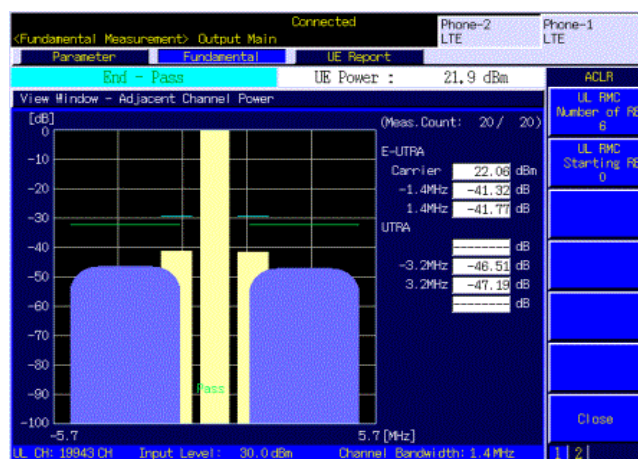 Connected
<Fundamental Measurement> Output Main
Phone-2
LTE
Phone-1
LTE
Parameter Fundamental UE Report
End - Pass UE Power : 21.9 dBm
ACLR
View Window - Adjacent Channel Power
UL RMC
Number of RB
6
[dB]
(Meas.Count: 20/ 20)
0
-10
-20
-30
-40
-50
-60
-70
-80
-90
-100
E-UTRA
Carrier 22.06 dBm
-1.4MHz -41.32 dB
1.4MHz -41.77 dB
UTRA
-------- dB
-3.2MHz -46.51 dB
3.2MHz -47.19 dB
-------- dB
UL RMC
Starting RB
0
Pass
-5.7 5.7 [MHz]
Close
UL CH: 19943 CH Input Level: 30.0 dBm Channel Bandwidth: 1.4 MHz
1 2